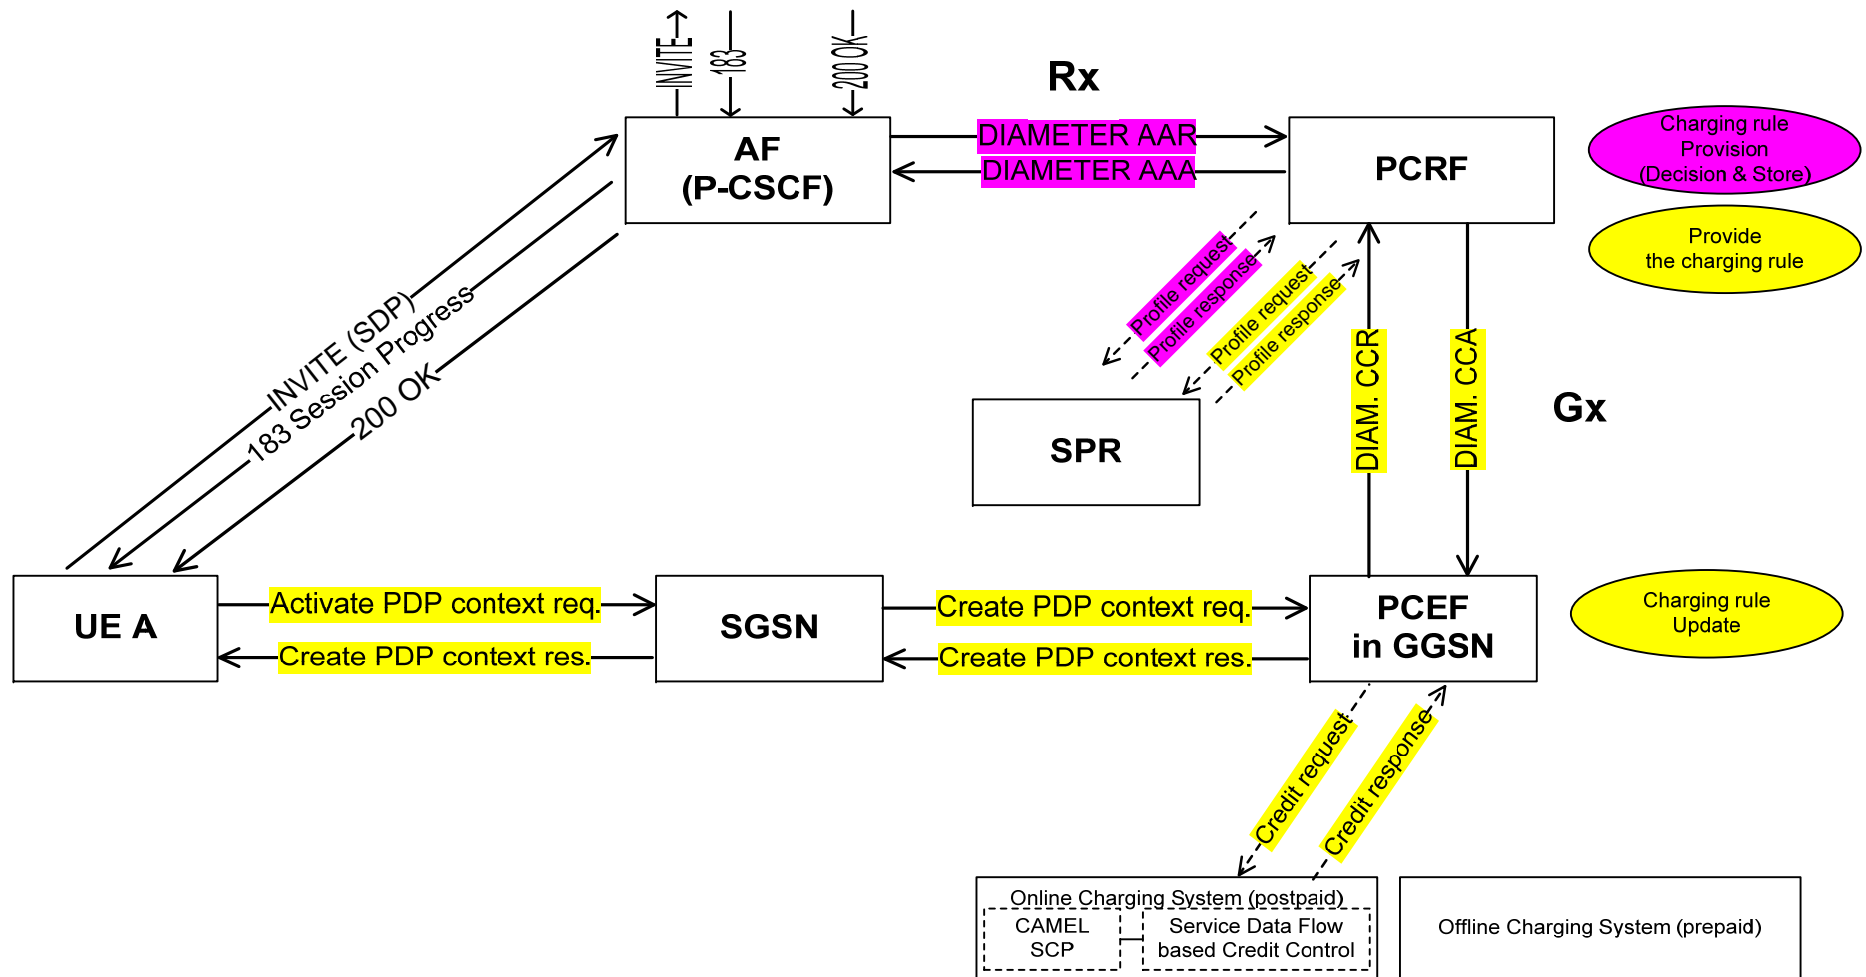 INVITE
183
200 OK
Rx
AF
(P-CSCF)
DIAMETER AAR
DIAMETER AAA
PCRF
Charging rule
Provision
(Decision & Store)
Provide
the charging rule
Profile request
Profile response
Profile request
Profile response
INVITE (SDP)
183 Session Progress
200 OK
DIAM. CCR
DIAM. CCA
Gx
SPR
UE A
Activate PDP context req.
Create PDP context res.
SGSN
Create PDP context req.
Create PDP context res.
PCEF
in GGSN
Charging rule
Update
Credit request
Credit response
Online Charging System (postpaid)
CAMEL
SCP
Service Data Flow
based Credit Control
Offline Charging System (prepaid)